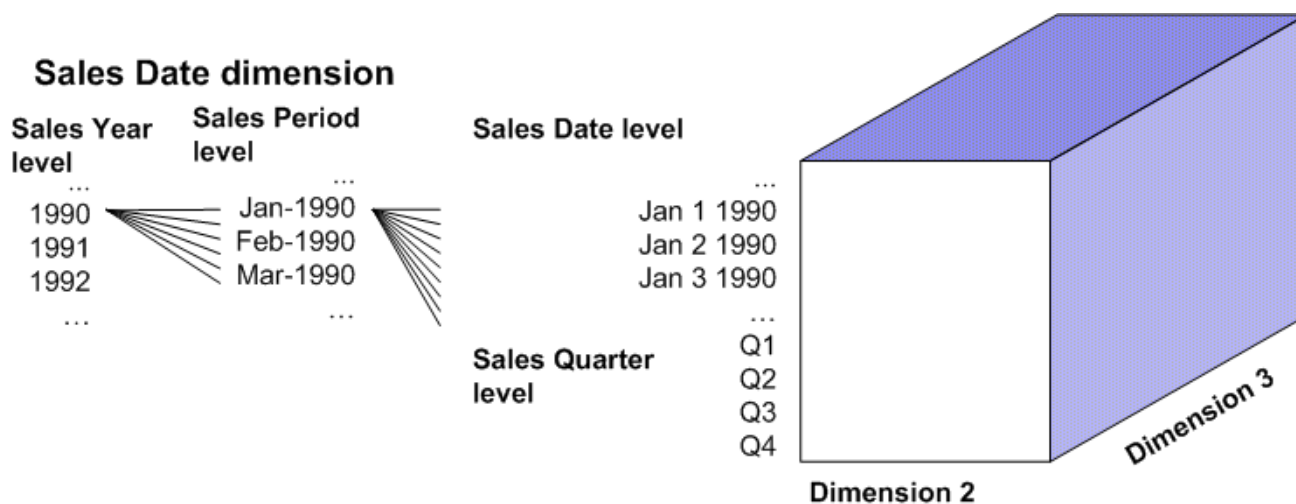 Sales Date dimension
Sales Year
level
...
1990
1991
1992
...
Sales Period
level
...
Jan-1990
Feb-1990
Mar-1990
...
Sales Date level
...
Jan 1 1990
Jan 2 1990
Jan 3 1990
...
Sales Quarter
level
Q1
Q2
Q3
Q4
Dimension 2
Dimension 3